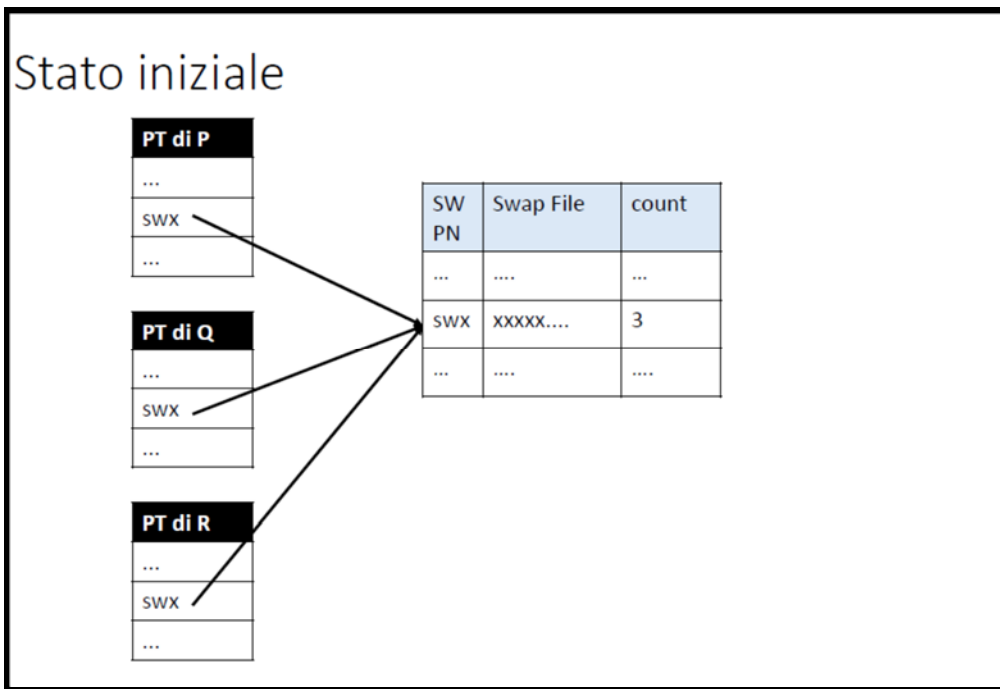 Stato iniziale
PT di P
...
swx
...
PT di Q
...
swx
...
PT di R
...
swx
...
SW PN Swap File count
... .... ...
swx xxxxx.... 3
... .... ....